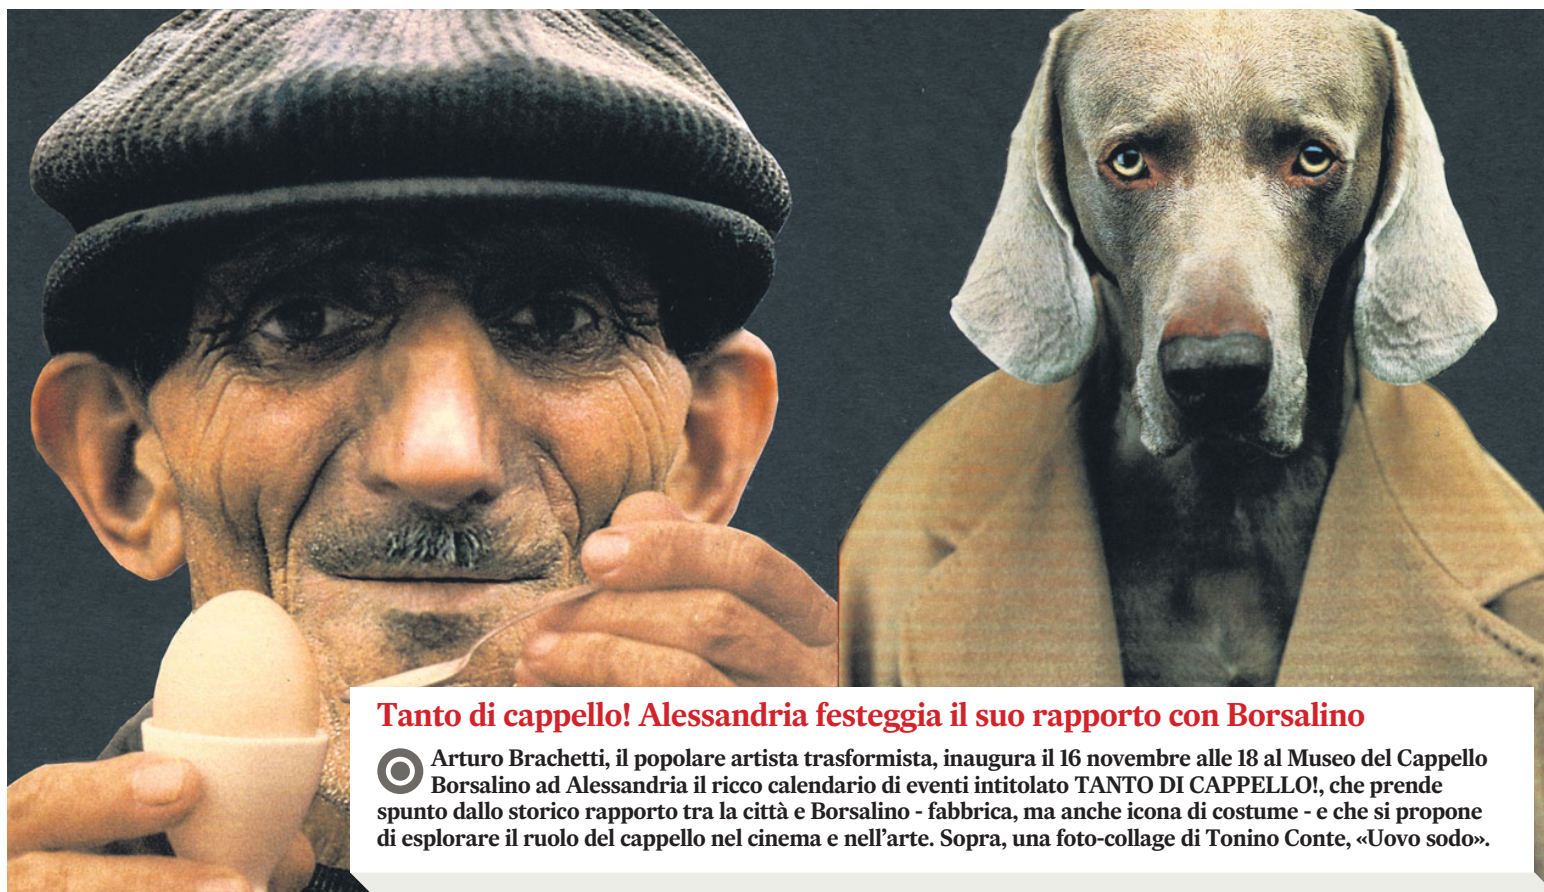 Tanto di cappello! Alessandria festeggia il suo rapporto con Borsalino
Arturo Brachetti, il popolare artista trasformista, inaugura il 16 novembre alle 18 al Museo del Cappello
Borsalino ad Alessandria il ricco calendario di eventi intitolato TANTO DI CAPPELLO!, che prende
spunto dallo storico rapporto tra la città e Borsalino - fabbrica, ma anche icona di costume - e che si propone
di esplorare il ruolo del cappello nel cinema e nell’arte. Sopra, una foto-collage di Tonino Conte, «Uovo sodo».